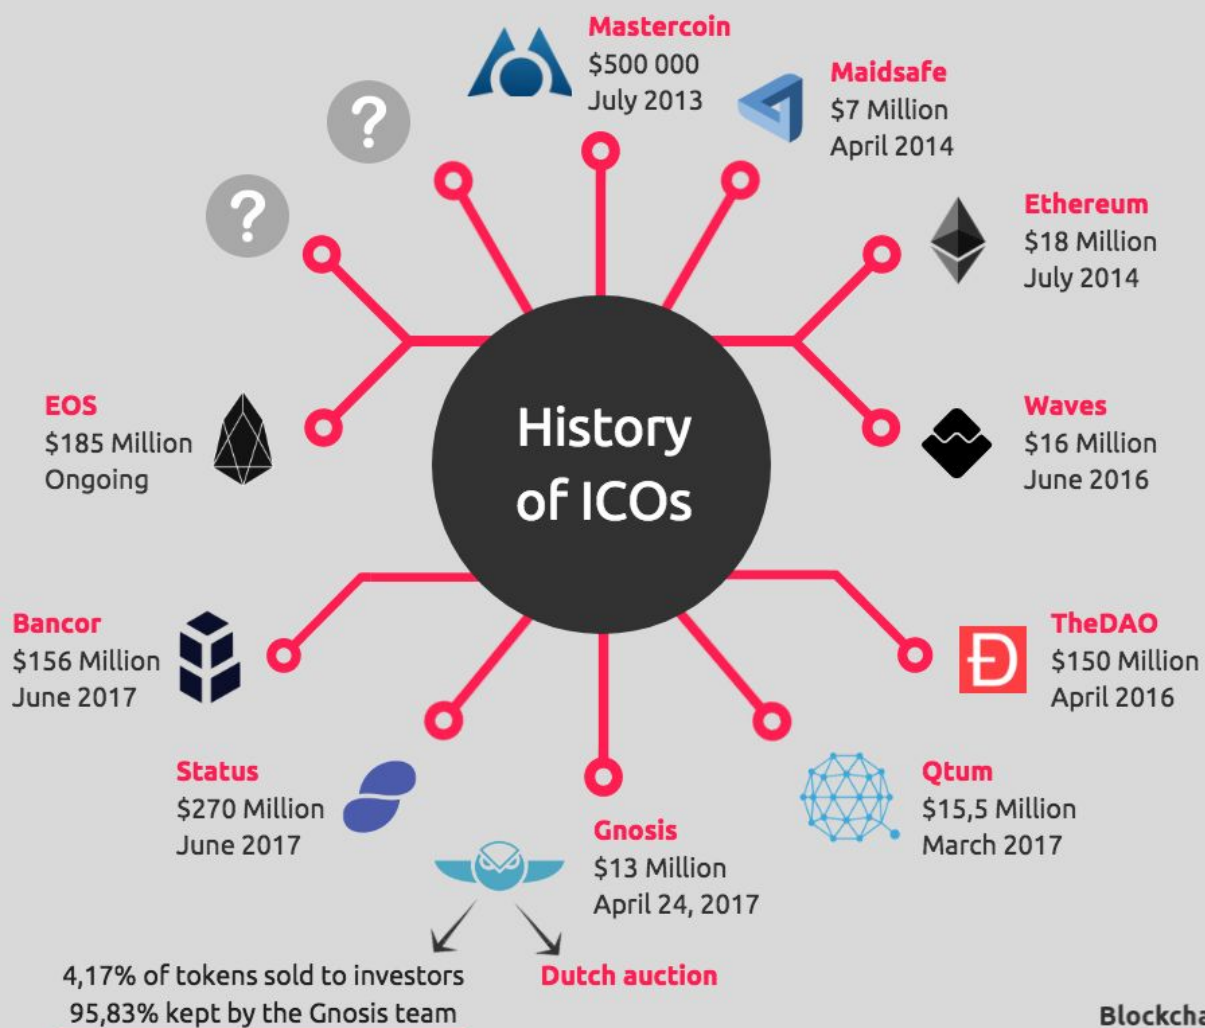 Mastercoin
$500 000
July 2013
Maidsafe
$7 Million
April 2014
?
?
Ethereum
$18 Million
July 2014
EOS
$185 Million
Ongoing
History
of ICOs
Waves
$16 Million
June 2016
Bancor
$156 Million
June 2017
TheDAO
$150 Million
April 2016
Status
$270 Million
June 2017
Gnosis
$13 Million
April 24, 2017
Qtum
$15,5 Million
March 2017
4,17% of tokens sold to investors
95,83% kept by the Gnosis team
Dutch auction
Blockcha